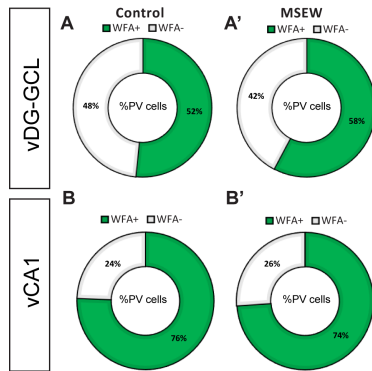 Control
MSEW
A
A'
WFA+ WFA-
WFA+ WFA-
vDG-GCL
48%
%PV cells
52%
42%
%PV cells
58%
B
B'
WFA+ WFA-
WFA+ WFA-
vCA1
24%
%PV cells
76%
26%
%PV cells
74%